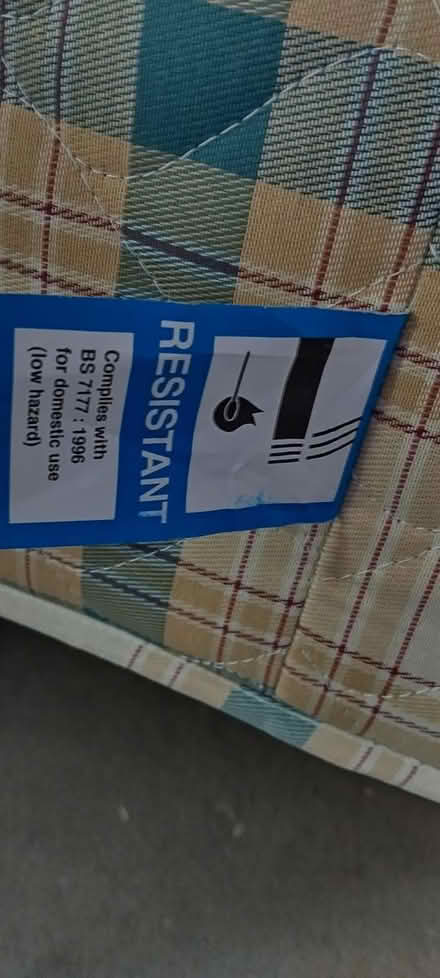 RESISTANT
Complies with
BS 7177 : 1996
for domestic use
(low hazard)